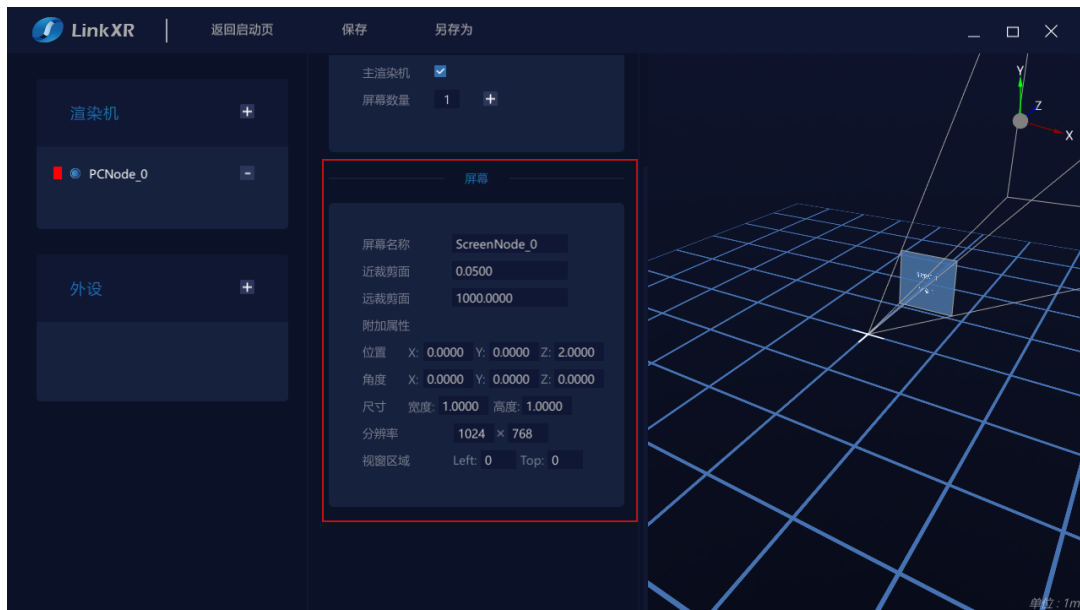 LinkXR 返回启动页 保存 另存为
渲染机 +
PCNode_0 -
外设 +
主渲染机
屏幕数量 1 +
屏幕
屏幕名称 ScreenNode_0
近裁剪面 0.0500
远裁剪面 1000.0000
附加属性
位置 X: 0.0000 Y: 0.0000 Z: 2.0000
角度 X: 0.0000 Y: 0.0000 Z: 0.0000
尺寸 宽度: 1.0000 高度: 1.0000
分辨率 1024 × 768
视窗区域 Left: 0 Top: 0
Y
Z
X
单位 : 1m